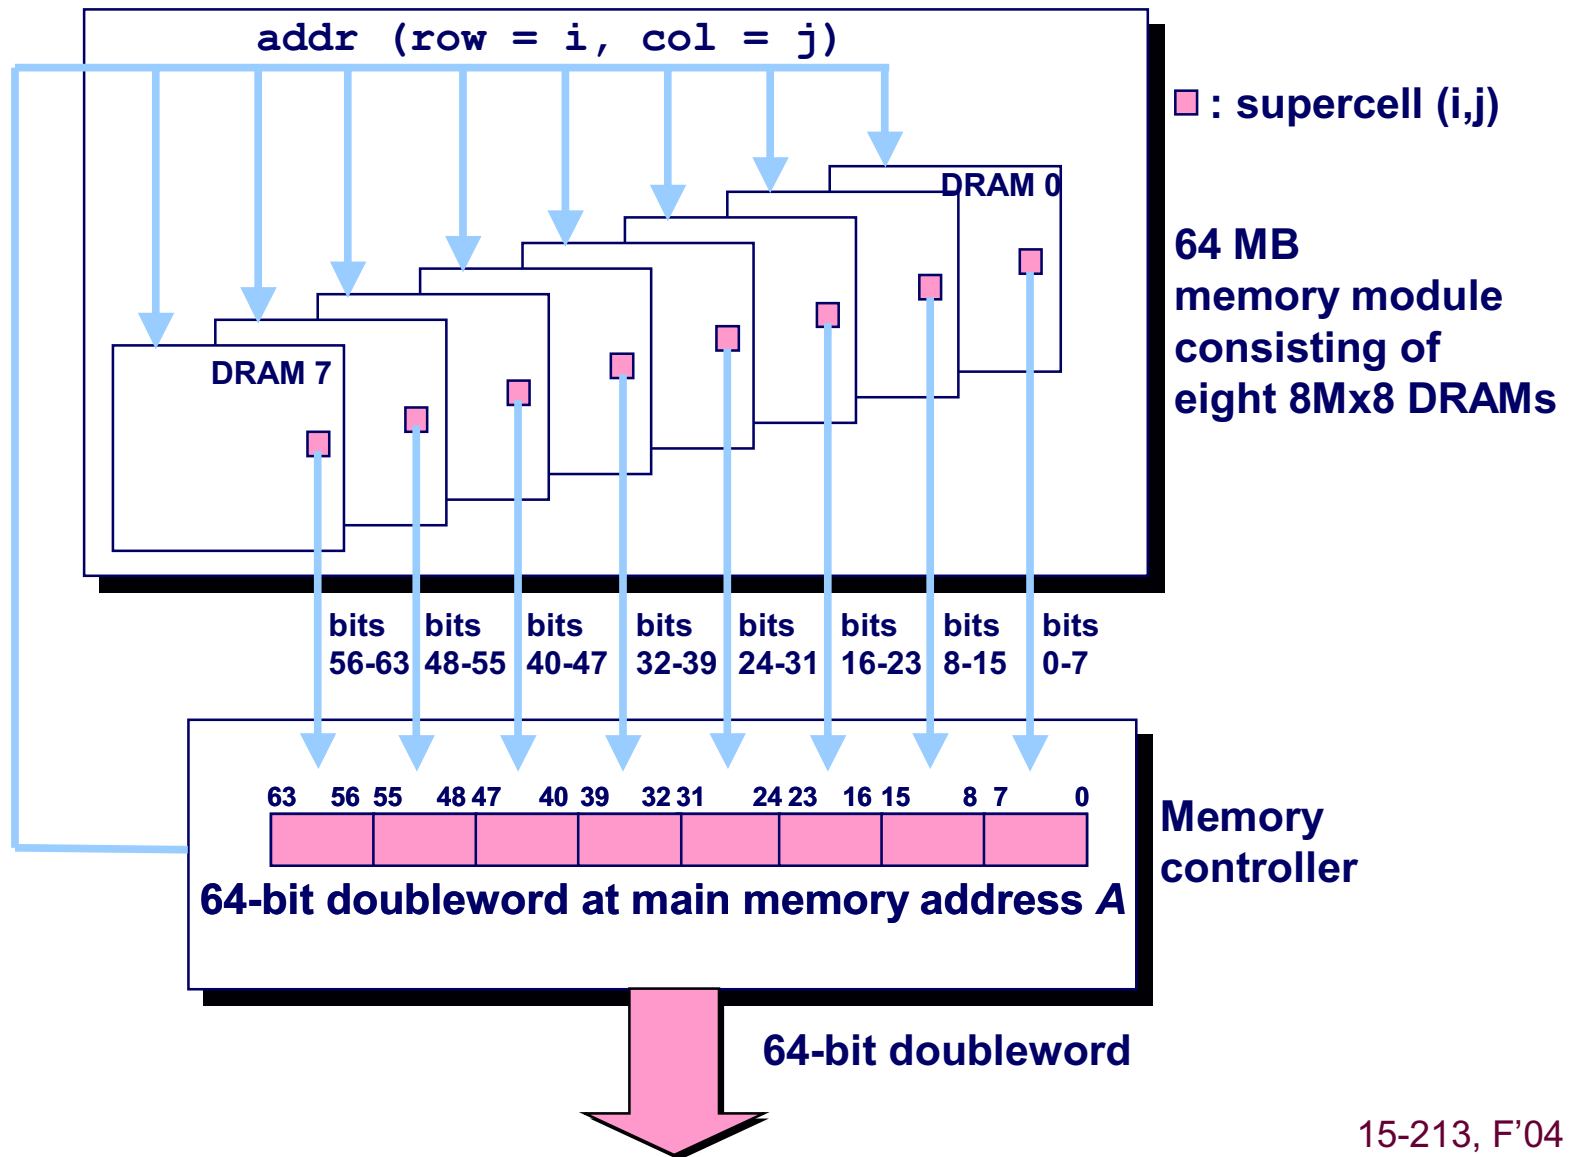 addr (row = i, col = j)
: supercell (i,j)
DRAM 0
64 MB
memory module
consisting of
eight 8Mx8 DRAMs
DRAM 7
bits bits bits bits bits bits bits bits
56-63 48-55 40-47 32-39 24-31 16-23 8-15 0-7
63 56 55 48 47 40 39 32 31 24 23 16 15 8 7 0
Memory
controller
64-bit doubleword at main memory address A
64-bit doubleword
15-213, F’04